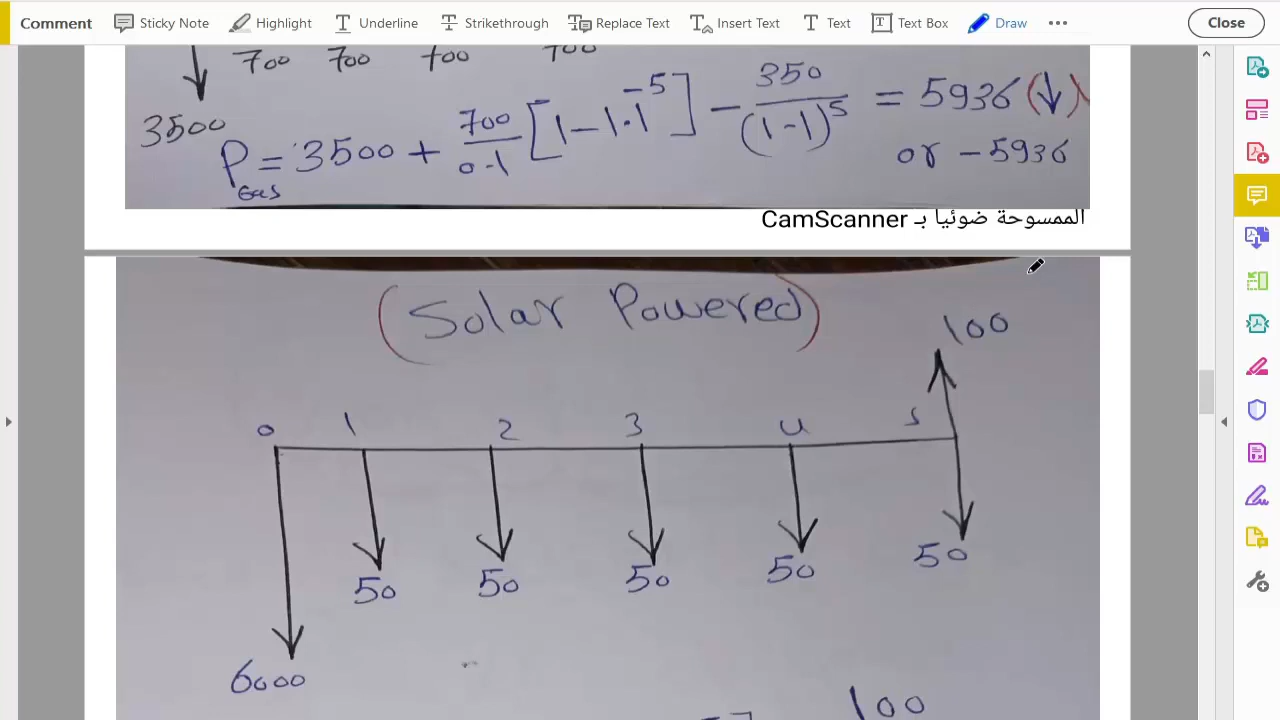 Comment Sticky Note Highlight Underline Strikethrough Replace Text Insert Text Text Text Box Draw Close
700 700 700 700
3500
P Gas = 3500 + 700/0.1 [1-1.1^-5] - 350/(1.1)^5 = 5936 (↓)
or -5936
الممسوحة ضوئيا بـ CamScanner
(Solar Powered)
100
0 1 2 3 4 5
50 50 50 50 50
6000
100